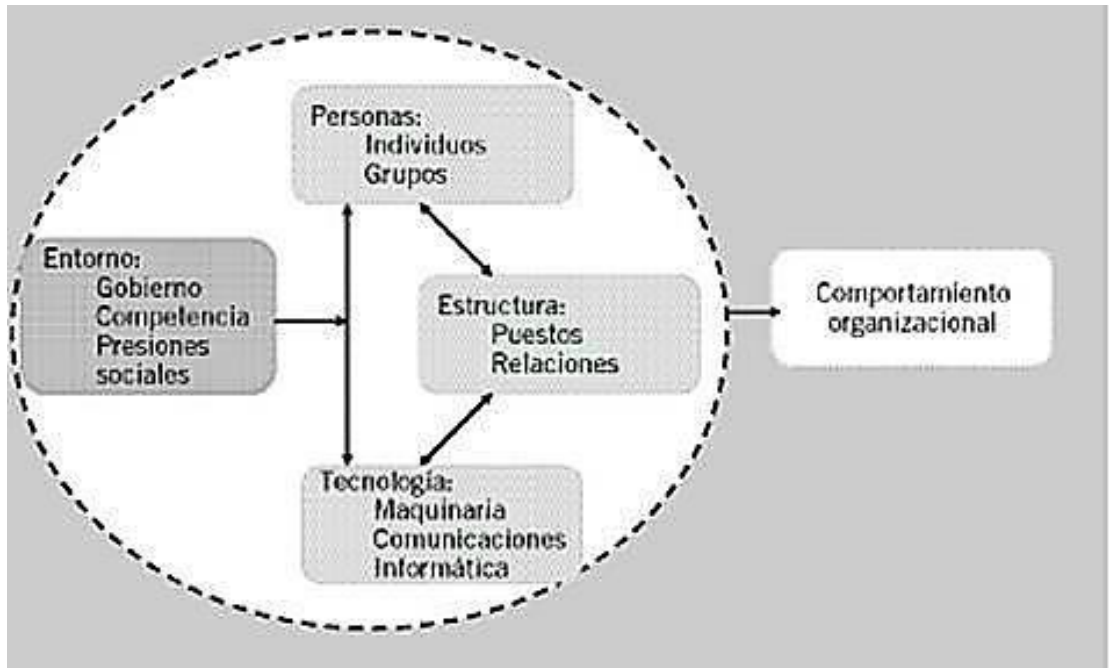 Personas:
Individuos
Grupos
Entorno:
Gobierno
Competencia
Presiones
sociales
Estructura:
Puestos
Relaciones
Tecnología:
Maquinaria
Comunicaciones
Informática
Comportamiento
organizacional